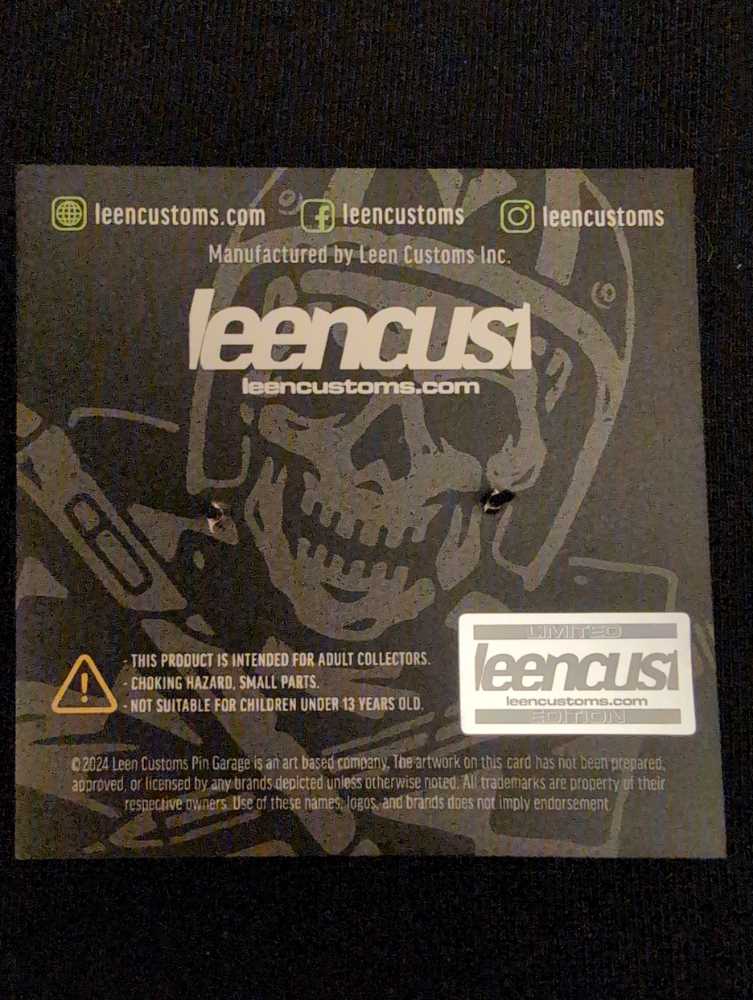 leencustoms.com leencustoms leencustoms
Manufactured by Leen Customs Inc.
leencust
leencustoms.com
- THIS PRODUCT IS INTENDED FOR ADULT COLLECTORS.
- CHOKING HAZARD, SMALL PARTS.
- NOT SUITABLE FOR CHILDREN UNDER 13 YEARS OLD.
LIMITED
leencust
leencustoms.com
EDITION
©2024 Leen Customs Pin Garage is an art based company, The artwork on this card has not been prepared,
approved, or licensed by any brands depicted unless otherwise noted. All trademarks are property of their
respective owners. Use of these names, logos, and brands does not imply endorsement.